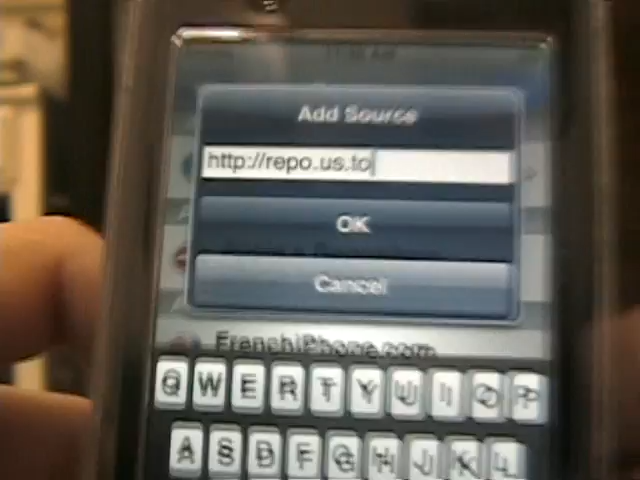 Add Source
http://repo.us.to
OK
Cancel
FrenchiPhone.com
Q W E R T Y U I O P
A S D F G H J K L